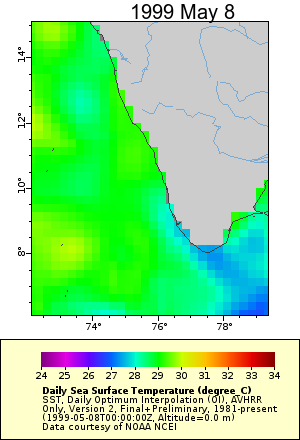 1999 May 8
14°
12°
10°
8°
74° 76° 78°
24 25 26 27 28 29 30 31 32 33 34
Daily Sea Surface Temperature (degree_C)
SST, Daily Optimum Interpolation (OI), AVHRR
Only, Version 2, Final+Preliminary, 1981-present
(1999-05-08T00:00:00Z, Altitude=0.0 m)
Data courtesy of NOAA NCEI